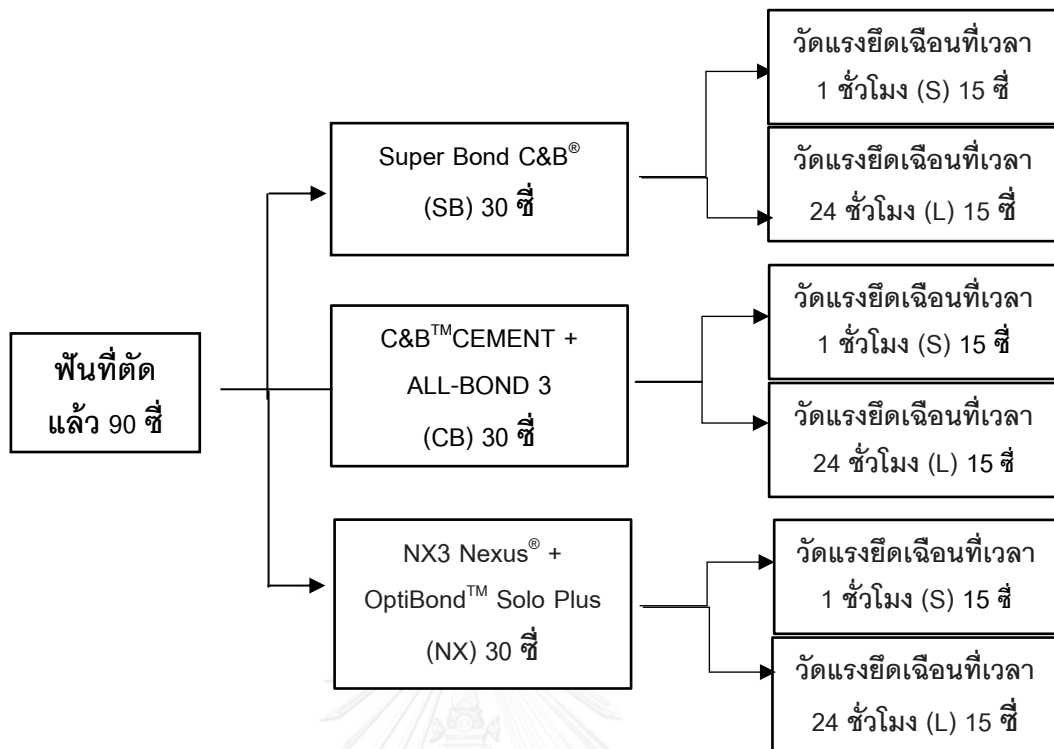 ฟันที่ตัด
แล้ว 90 ซี่
Super Bond C&B®
(SB) 30 ซี่
วัดแรงยึดเฉือนที่เวลา
1 ชั่วโมง (S) 15 ซี่
วัดแรงยึดเฉือนที่เวลา
24 ชั่วโมง (L) 15 ซี่
C&B™CEMENT +
ALL-BOND 3
(CB) 30 ซี่
วัดแรงยึดเฉือนที่เวลา
1 ชั่วโมง (S) 15 ซี่
วัดแรงยึดเฉือนที่เวลา
24 ชั่วโมง (L) 15 ซี่
NX3 Nexus® +
OptiBond™ Solo Plus
(NX) 30 ซี่
วัดแรงยึดเฉือนที่เวลา
1 ชั่วโมง (S) 15 ซี่
วัดแรงยึดเฉือนที่เวลา
24 ชั่วโมง (L) 15 ซี่